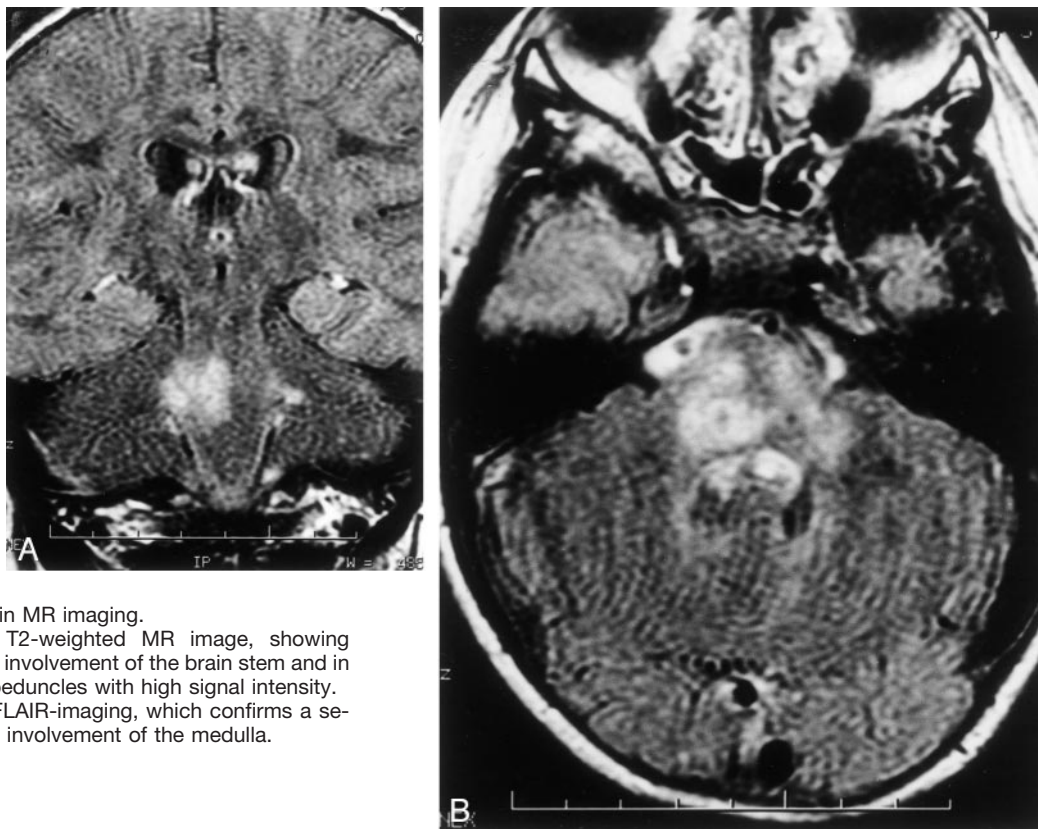 A
IP
W = 495
in MR imaging.
T2-weighted MR image, showing
involvement of the brain stem and in
peduncles with high signal intensity.
FLAIR-imaging, which confirms a se-
involvement of the medulla.
Z
B